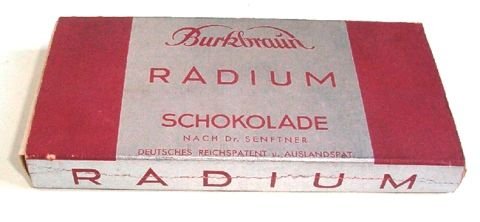 Burkbraun
RADIUM
SCHOKOLADE
NACH Dr. SENFTNER
DEUTSCHES REICHSPATENT u. AUSLANDSPAT.
RADIUM